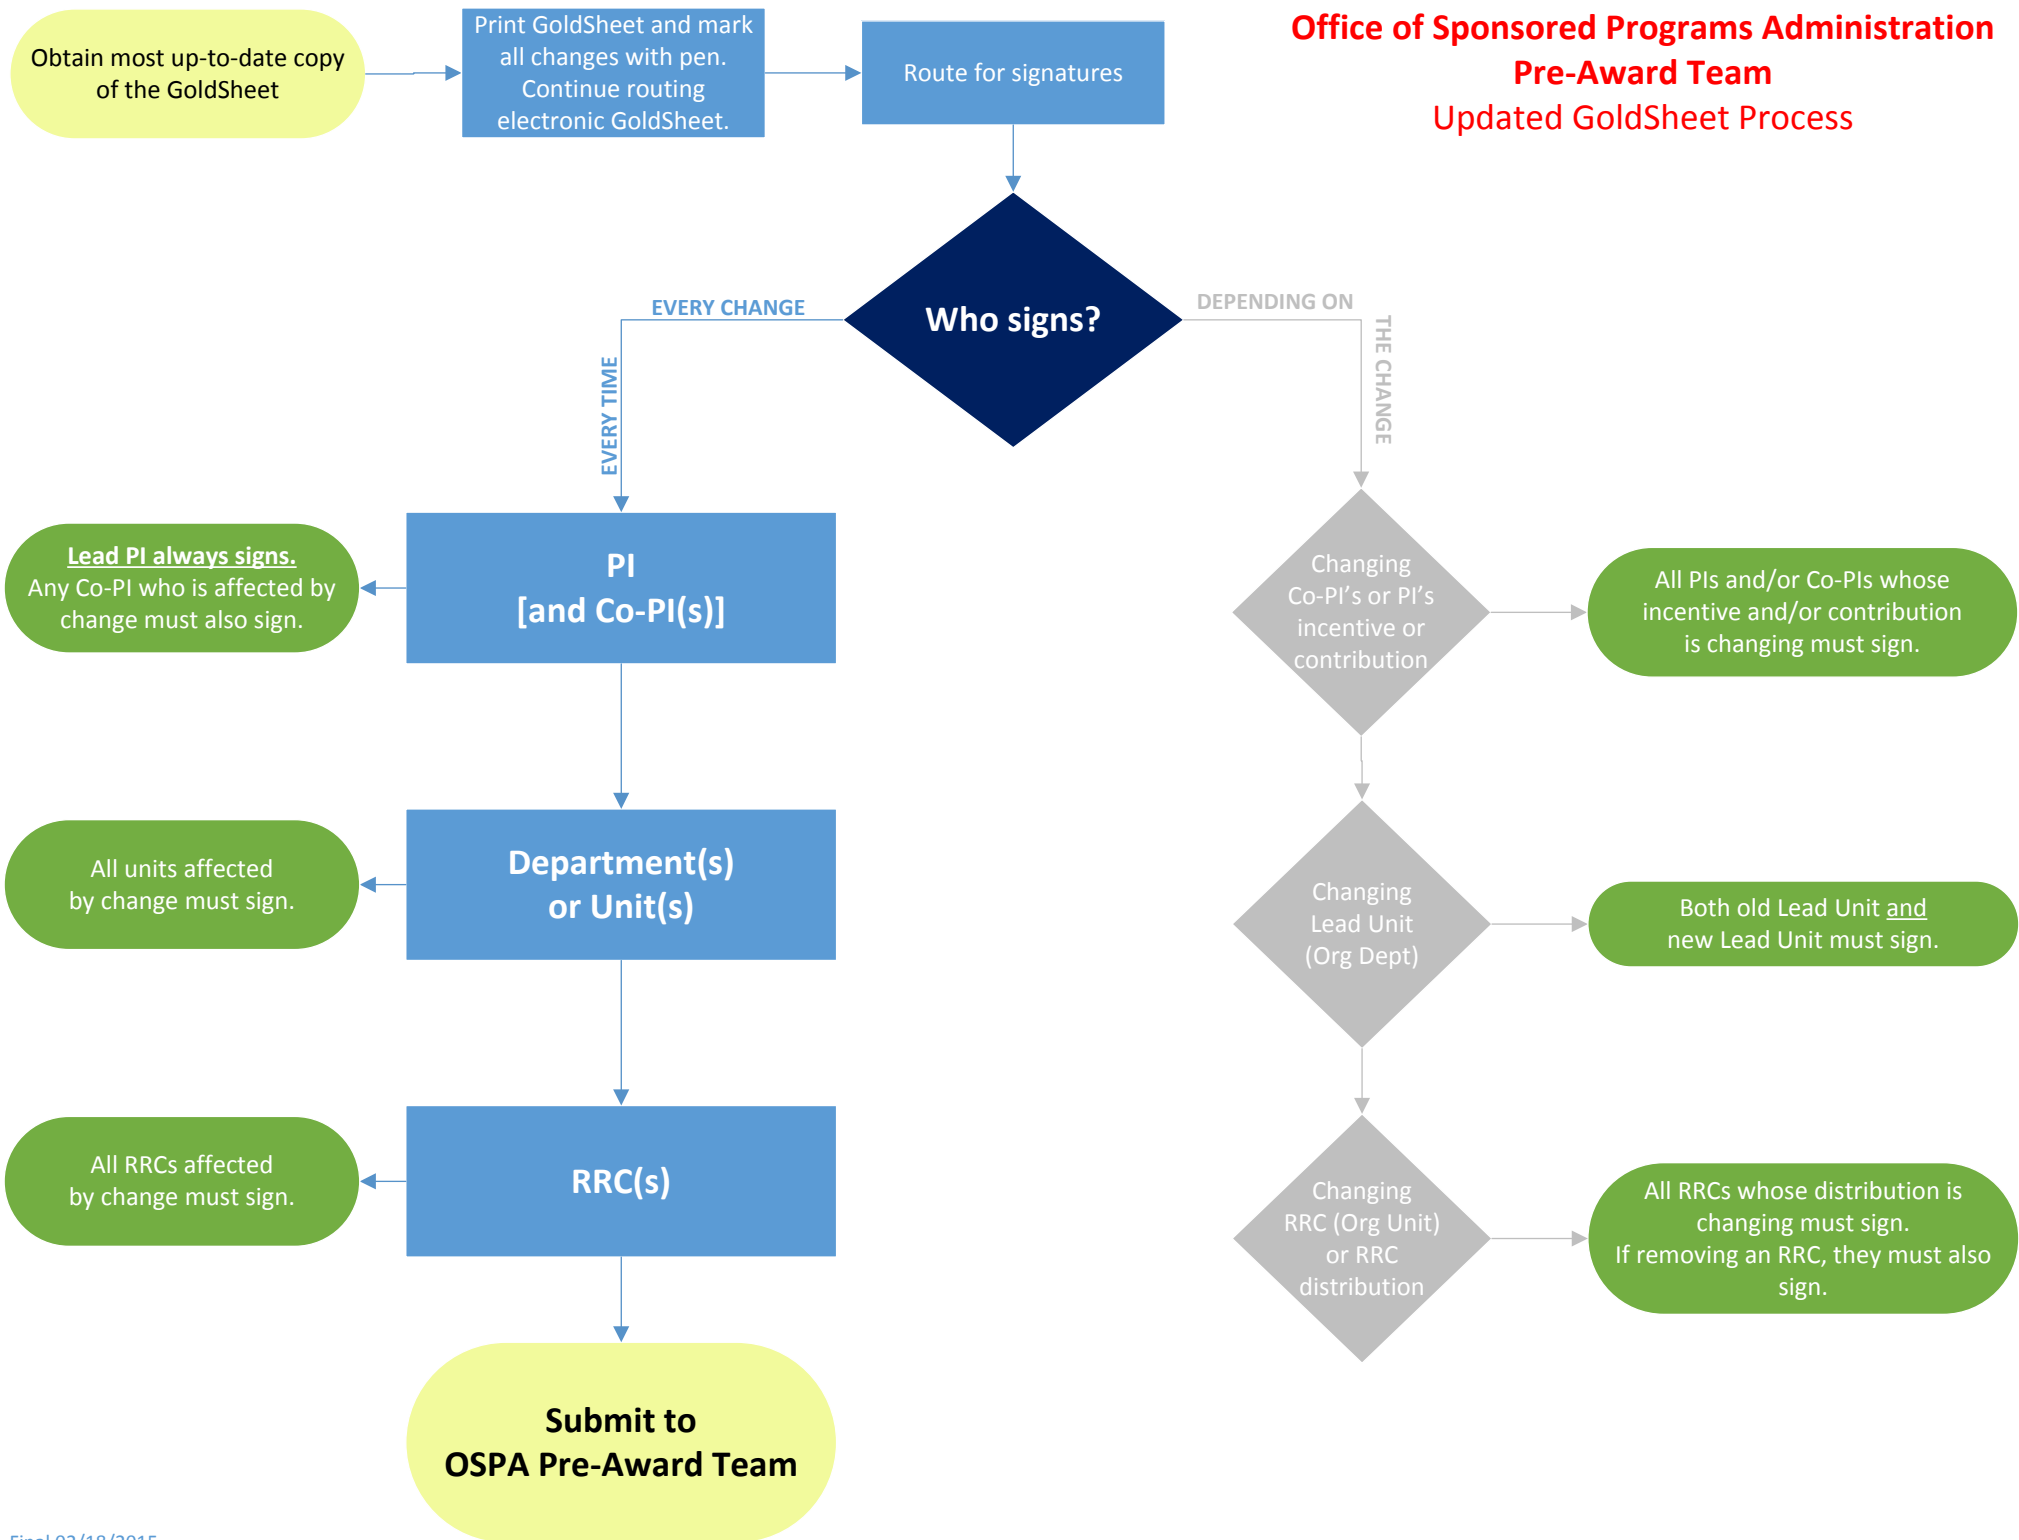 Office of Sponsored Programs Administration
Pre-Award Team
Updated GoldSheet Process
Obtain most up-to-date copy
of the GoldSheet
Print GoldSheet and mark
all changes with pen.
Continue routing
electronic GoldSheet.
Route for signatures
Who signs?
EVERY CHANGE
EVERY TIME
DEPENDING ON
THE CHANGE
PI
[and Co-PI(s)]
Lead PI always signs.
Any Co-PI who is affected by
change must also sign.
Department(s)
or Unit(s)
All units affected
by change must sign.
RRC(s)
All RRCs affected
by change must sign.
Submit to
OSPA Pre-Award Team
Changing
Co-PI’s or PI’s
incentive or
contribution
All PIs and/or Co-PIs whose
incentive and/or contribution
is changing must sign.
Changing
Lead Unit
(Org Dept)
Both old Lead Unit and
new Lead Unit must sign.
Changing
RRC (Org Unit)
or RRC
distribution
All RRCs whose distribution is
changing must sign.
If removing an RRC, they must also
sign.